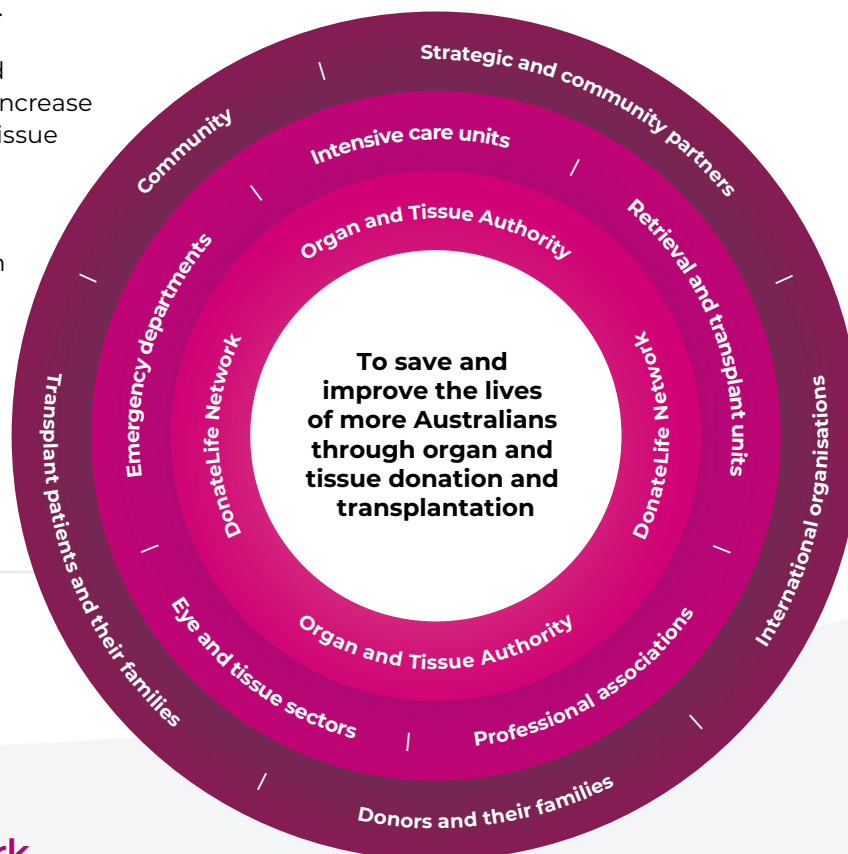 ncrease
issue
Strategic and community partners
Community
Intensive care units
Organ and Tissue Authority
Retrieval and transplant units
Emergency departments
DonateLife Network
To save and
improve the lives
of more Australians
through organ and
tissue donation and
transplantation
DonateLife Network
Transplant patients and their families
International organisations
Organ and Tissue Authority
Eye and tissue sectors
Professional associations
Donors and their families
rk